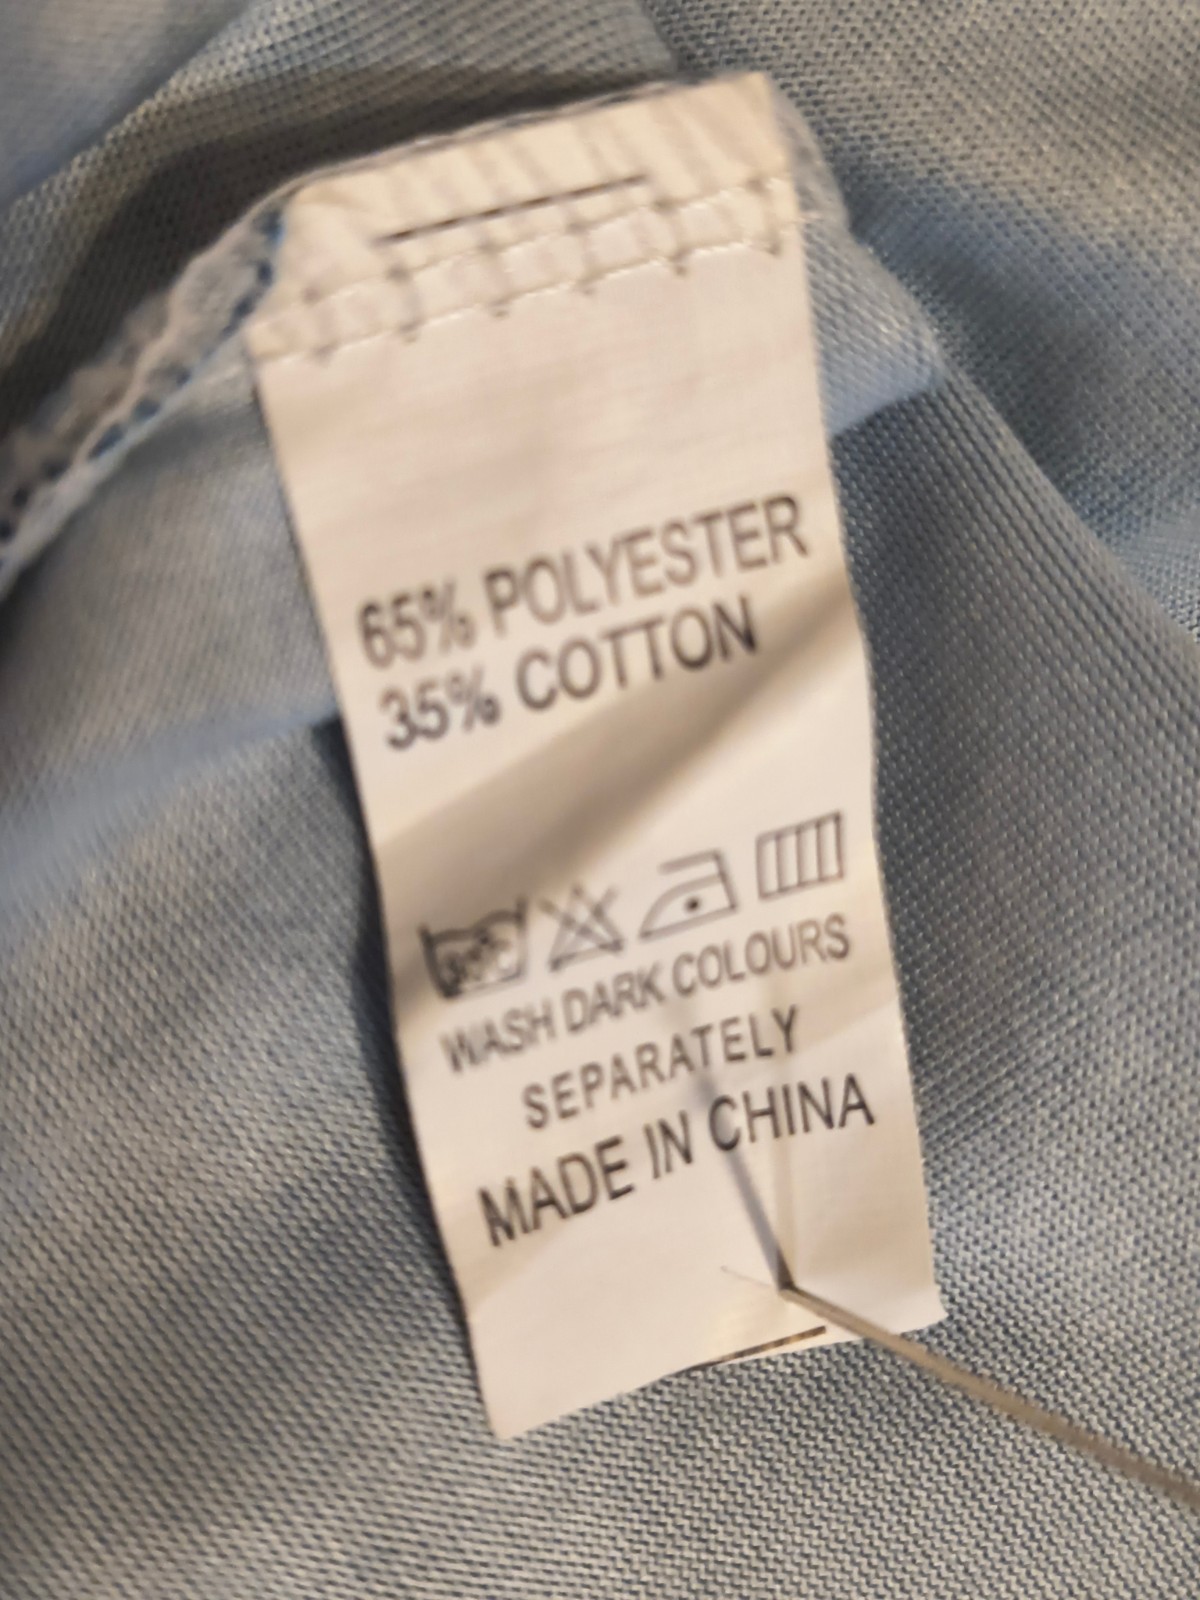 65% POLYESTER
35% COTTON
WASH DARK COLOURS
SEPARATELY
MADE IN CHINA